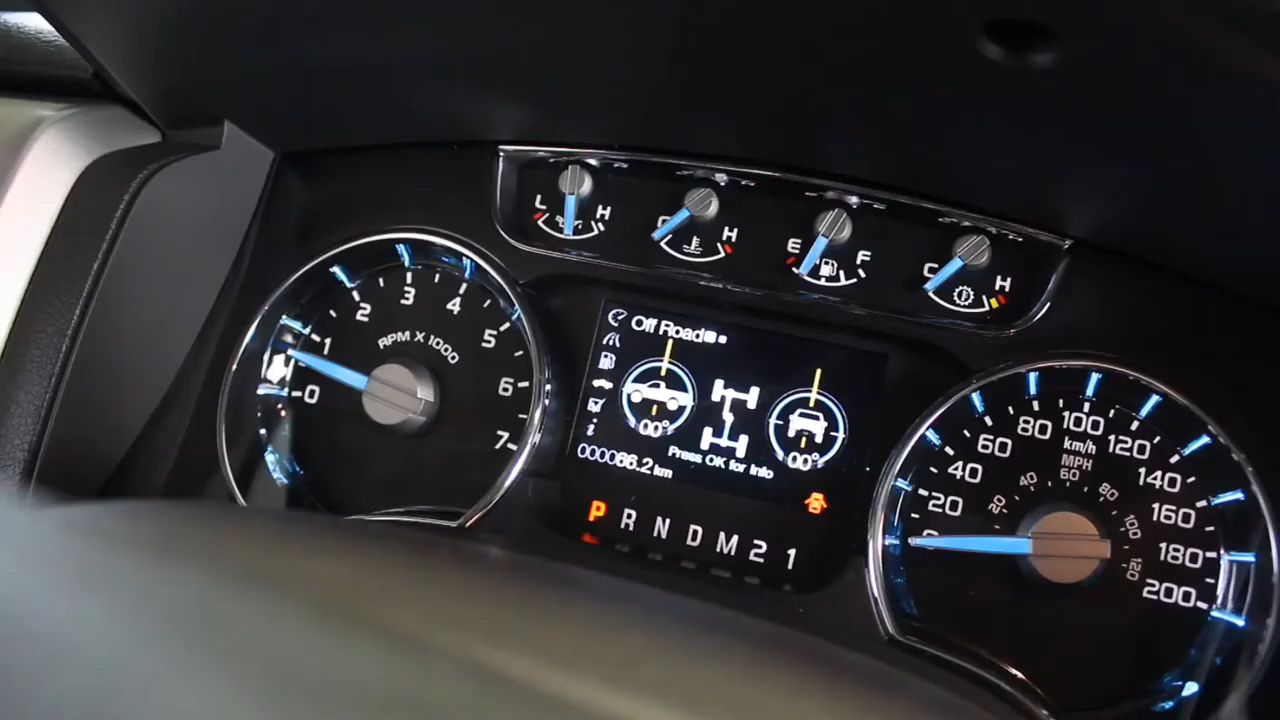 L H
C H
E F
C H
0 1 2 3 4 5 6 7
RPM X 1000
Off Road
00°
00°
Press OK for Info
000066.2 km
P R N D M 2 1
0 20 40 60 80 100 120 140 160 180 200
km/h
MPH
20 40 60 80 100 120